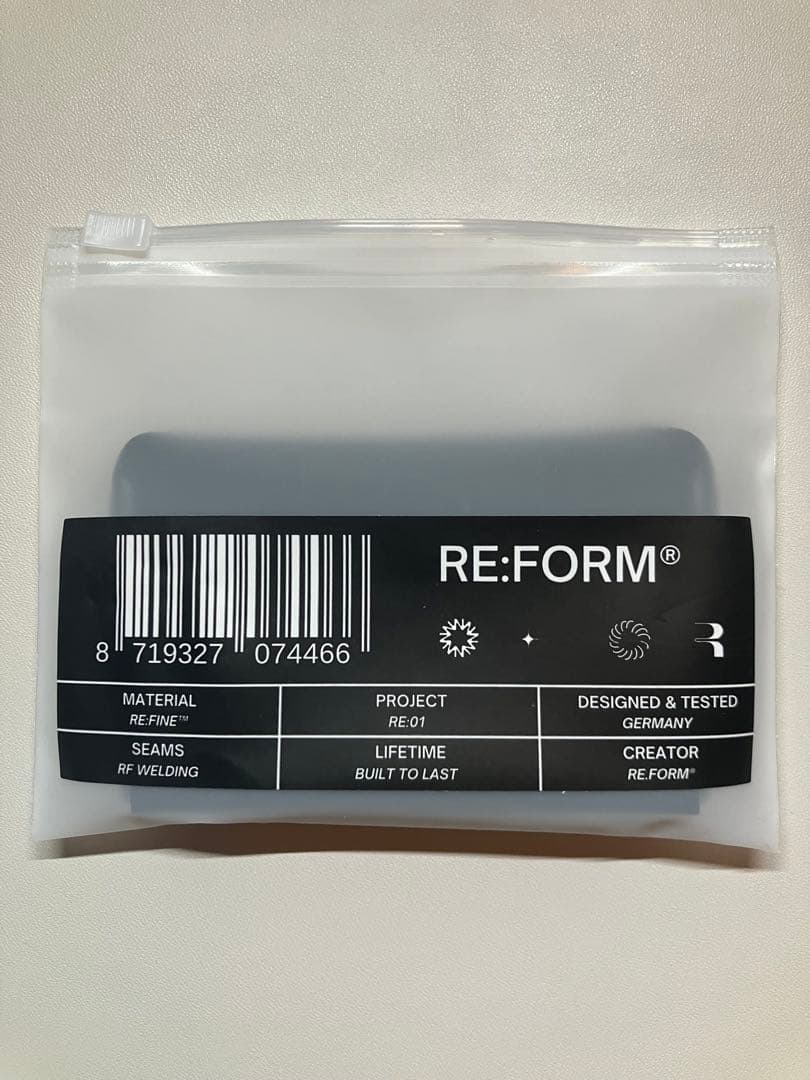 RE:FORM®
8 719327 074466
MATERIAL
RE:FINE™
PROJECT
RE:01
DESIGNED & TESTED
GERMANY
SEAMS
RF WELDING
LIFETIME
BUILT TO LAST
CREATOR
RE.FORM®